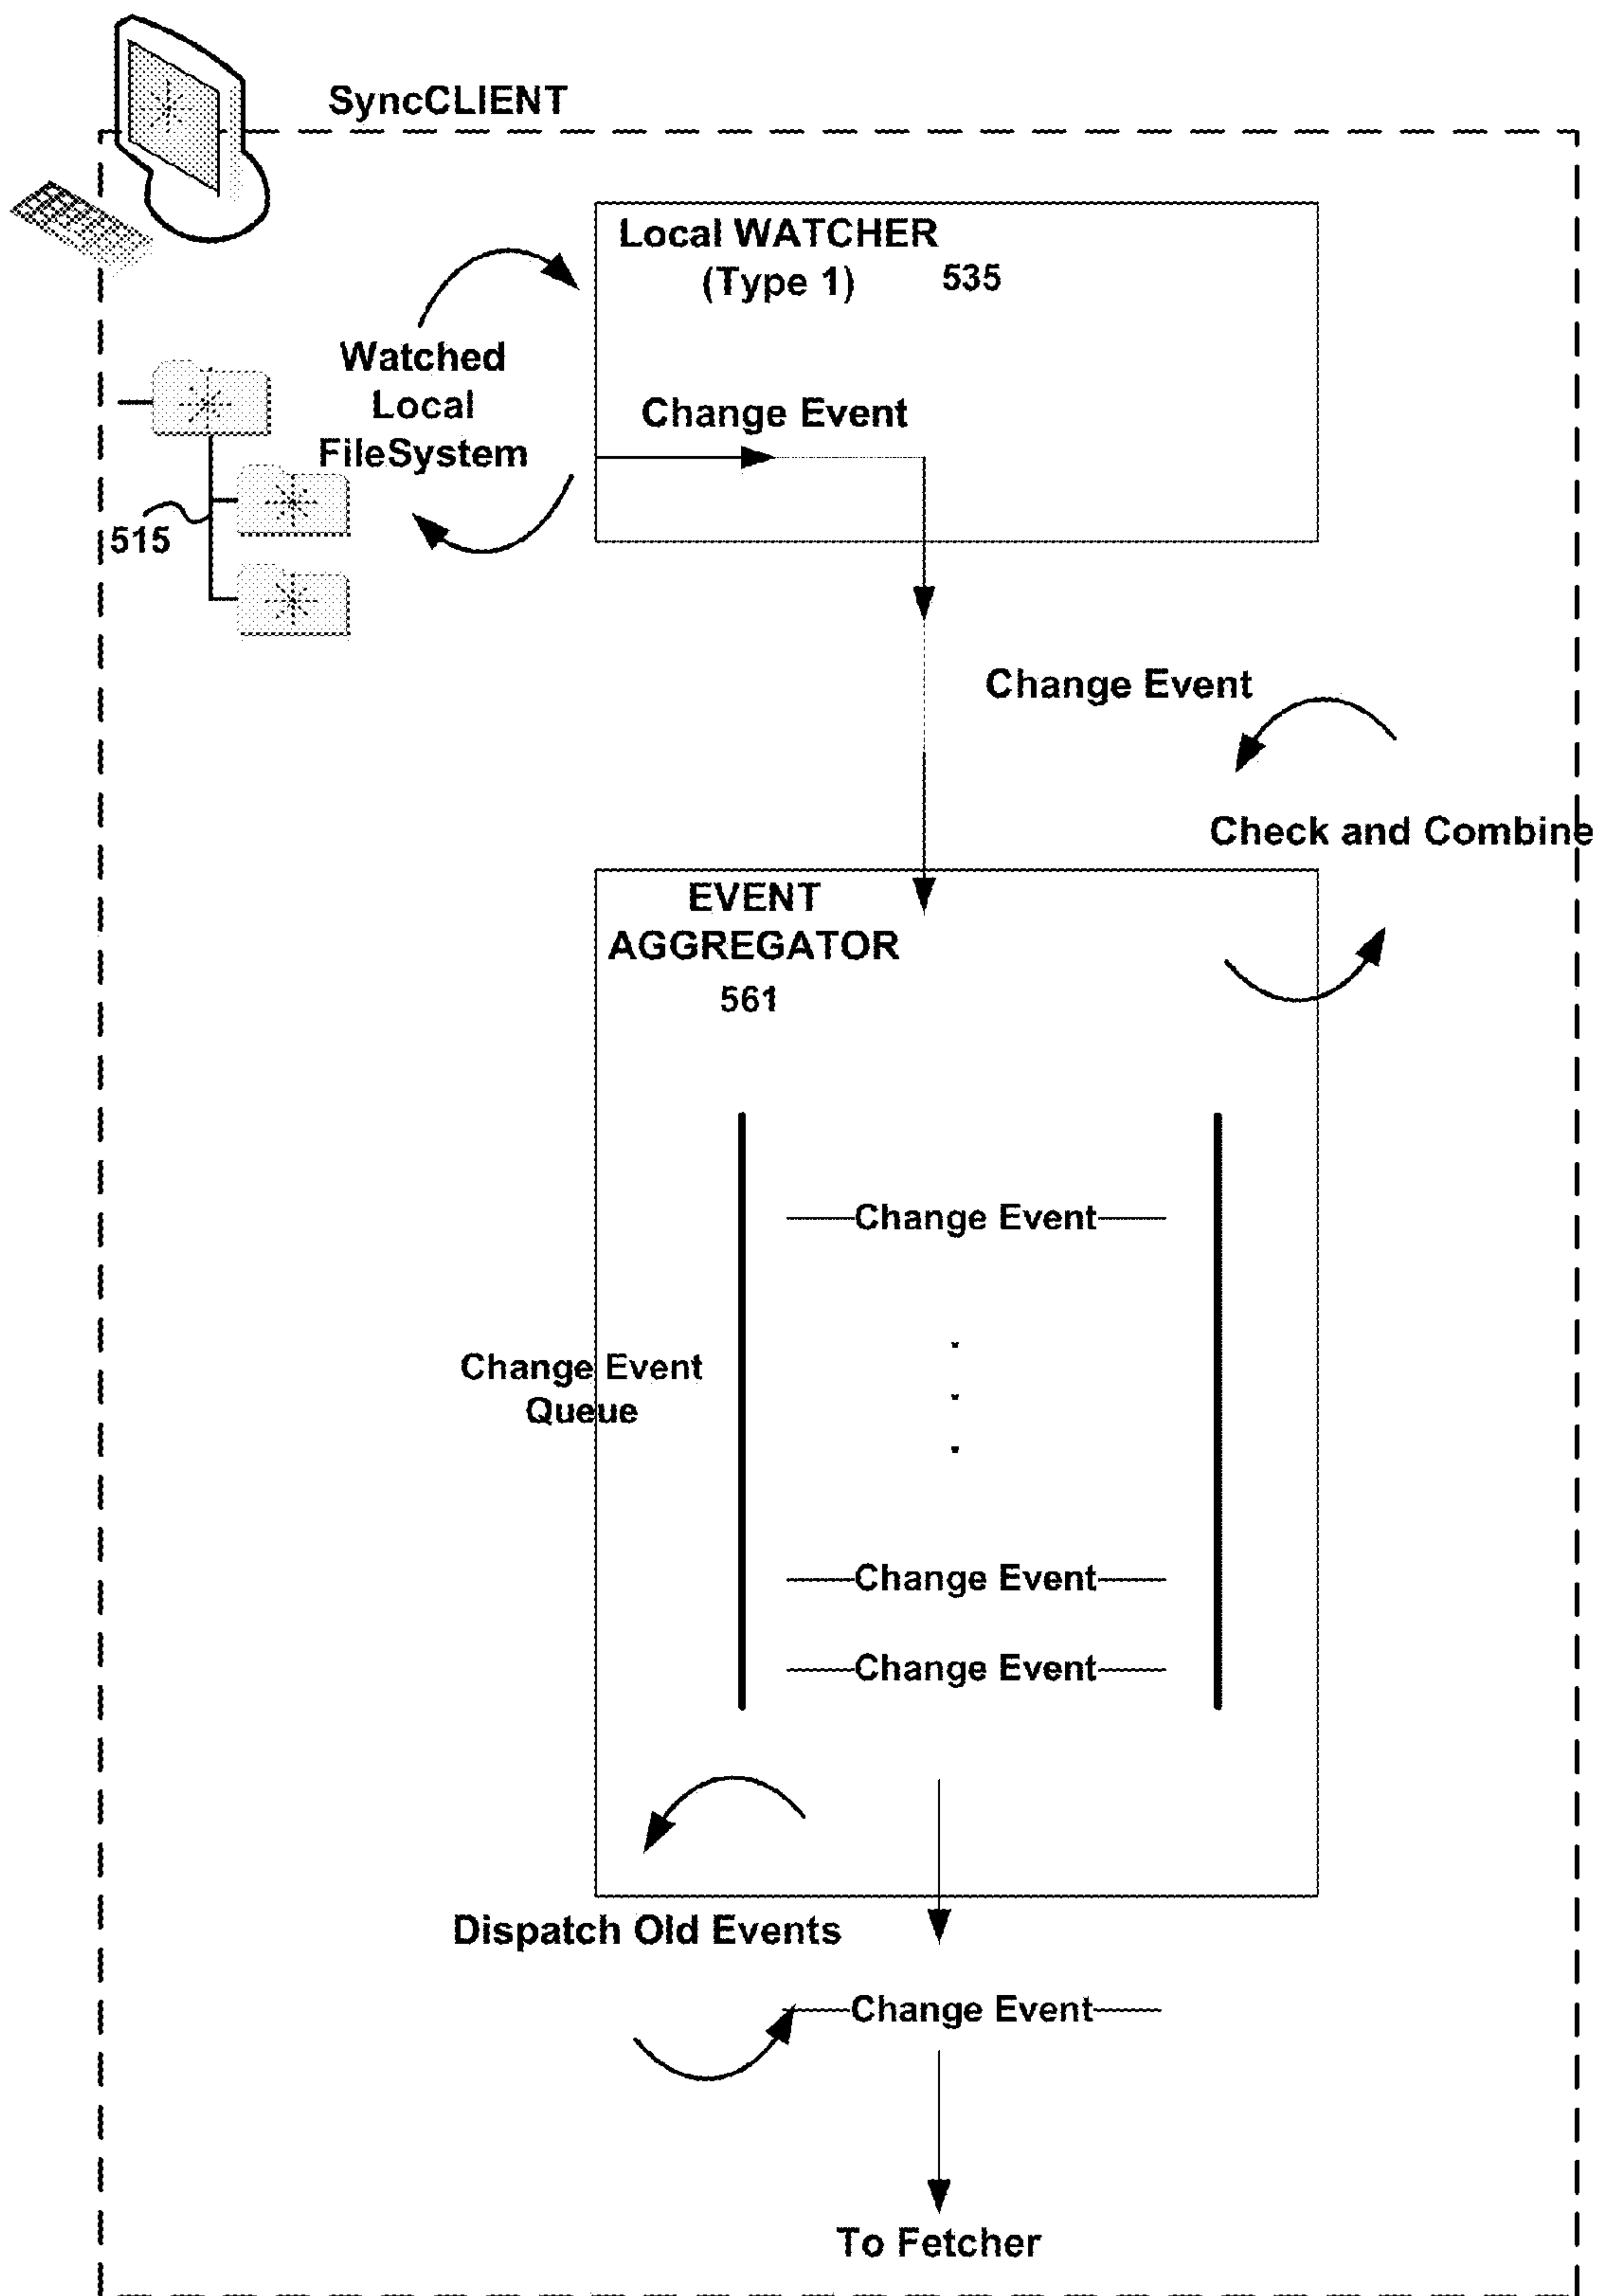 SyncCLIENT
Local WATCHER
(Type 1)
535
Watched
Local
FileSystem
Change Event
515
Change Event
Check and Combine
EVENT
AGGREGATOR
561
Change Event
Change Event
Queue
Change Event
Change Event
Dispatch Old Events
Change Event
To Fetcher